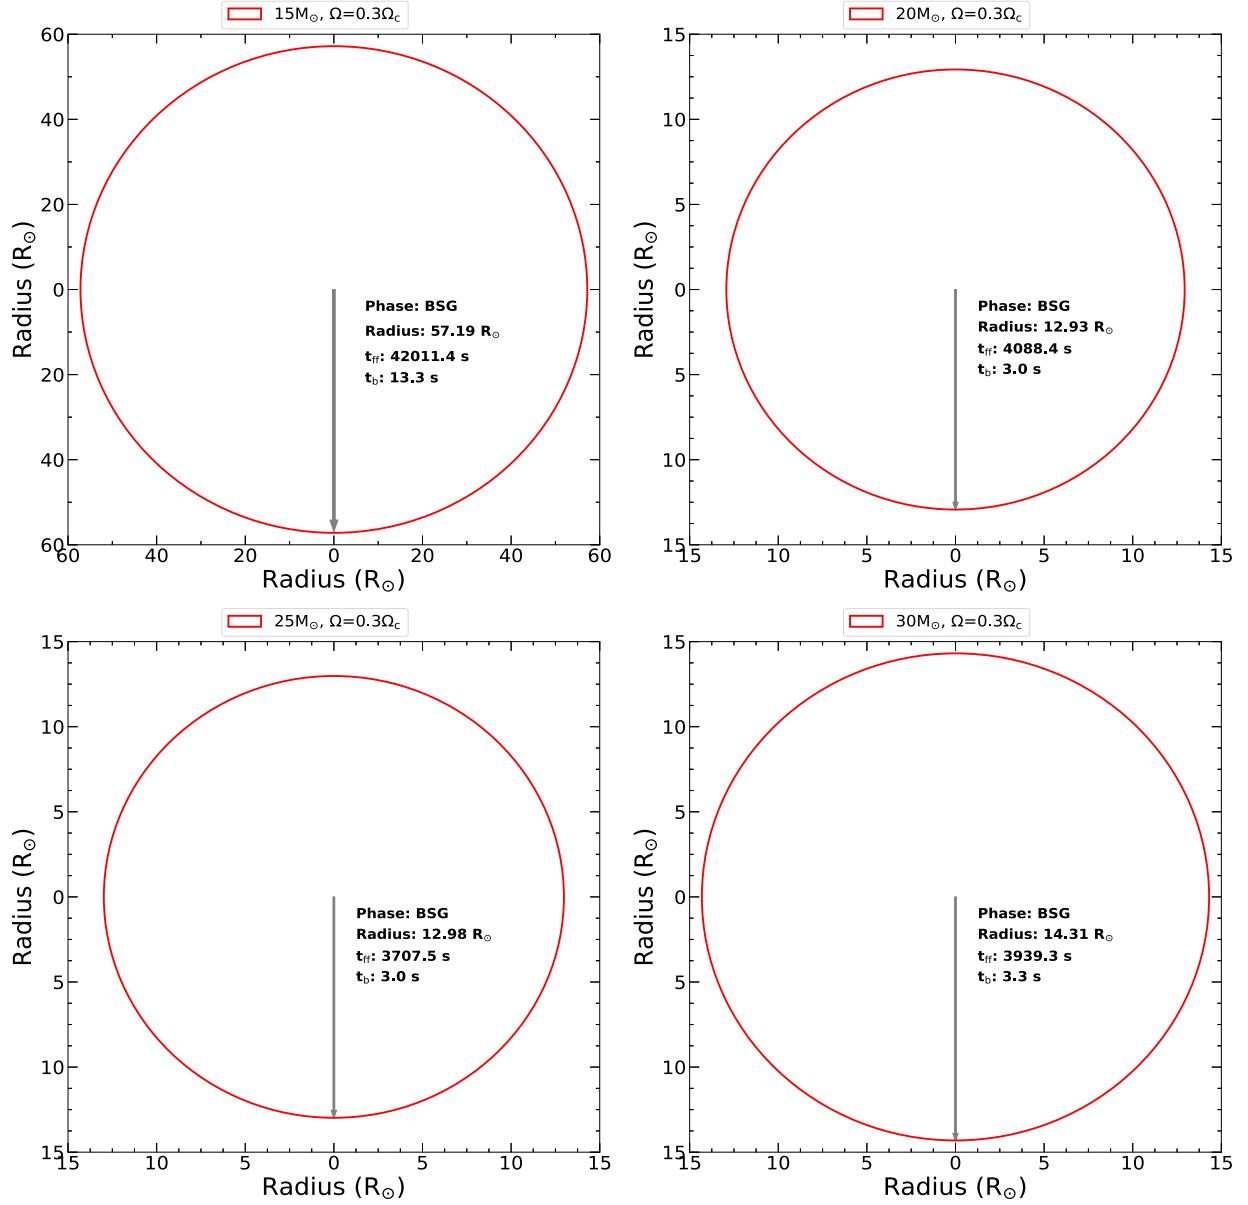 15M⊙, Ω=0.3Ωc
60
40
20
0
20
40
60
Radius (R⊙)
Phase: BSG
Radius: 57.19 R⊙
tff: 42011.4 s
tb: 13.3 s
60 40 20 0 20 40 60
Radius (R⊙)
20M⊙, Ω=0.3Ωc
15
10
5
0
5
10
15
Radius (R⊙)
Phase: BSG
Radius: 12.93 R⊙
tff: 4088.4 s
tb: 3.0 s
15 10 5 0 5 10 15
Radius (R⊙)
25M⊙, Ω=0.3Ωc
15
10
5
0
5
10
15
Radius (R⊙)
Phase: BSG
Radius: 12.98 R⊙
tff: 3707.5 s
tb: 3.0 s
15 10 5 0 5 10 15
Radius (R⊙)
30M⊙, Ω=0.3Ωc
15
10
5
0
5
10
15
Radius (R⊙)
Phase: BSG
Radius: 14.31 R⊙
tff: 3939.3 s
tb: 3.3 s
15 10 5 0 5 10 15
Radius (R⊙)